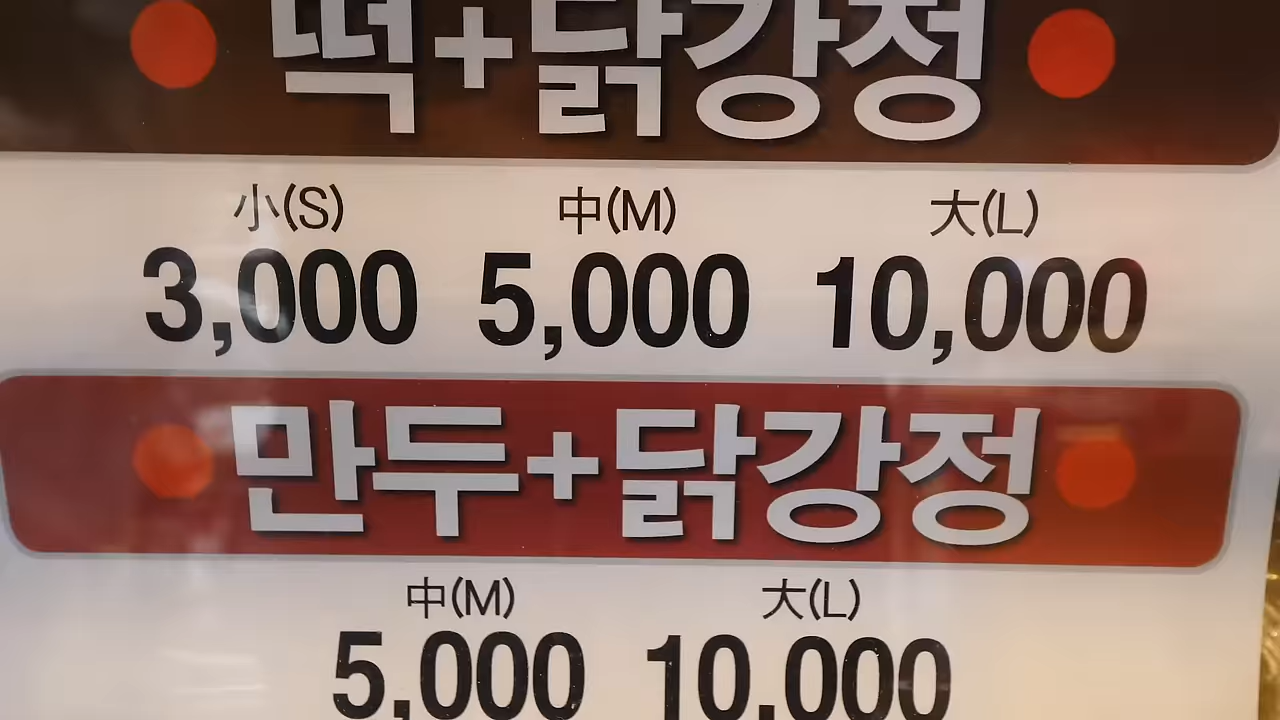 떡+닭강정
小(S) 中(M) 大(L)
3,000 5,000 10,000
만두+닭강정
中(M) 大(L)
5,000 10,000